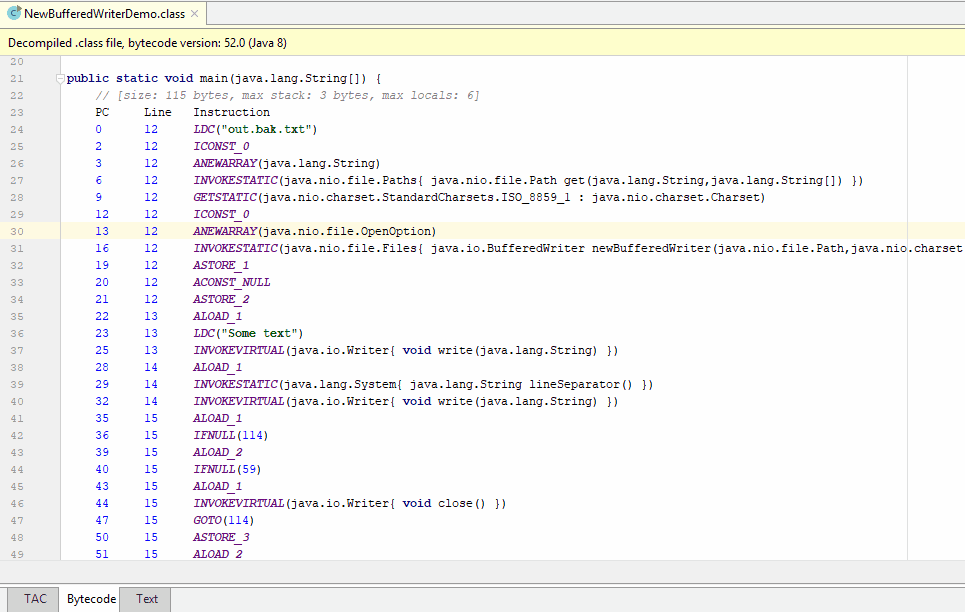 NewBufferedWriterDemo.class
Decompiled .class file, bytecode version: 52.0 (Java 8)
20
21 public static void main(java.lang.String[]) {
22 // [size: 115 bytes, max stack: 3 bytes, max locals: 6]
23 PC Line Instruction
24 0 12 LDC("out.bak.txt")
25 2 12 ICONST_0
26 3 12 ANEWARRAY(java.lang.String)
27 6 12 INVOKESTATIC(java.nio.file.Paths{ java.nio.file.Path get(java.lang.String,java.lang.String[]) })
28 9 12 GETSTATIC(java.nio.charset.StandardCharsets.ISO_8859_1 : java.nio.charset.Charset)
29 12 12 ICONST_0
30 13 12 ANEWARRAY(java.nio.file.OpenOption)
31 16 12 INVOKESTATIC(java.nio.file.Files{ java.io.BufferedWriter newBufferedWriter(java.nio.file.Path,java.nio.charset
32 19 12 ASTORE_1
33 20 12 ACONST_NULL
34 21 12 ASTORE_2
35 22 13 ALOAD_1
36 23 13 LDC("Some text")
37 25 13 INVOKEVIRTUAL(java.io.Writer{ void write(java.lang.String) })
38 28 14 ALOAD_1
39 29 14 INVOKESTATIC(java.lang.System{ java.lang.String lineSeparator() })
40 32 14 INVOKEVIRTUAL(java.io.Writer{ void write(java.lang.String) })
41 35 15 ALOAD_1
42 36 15 IFNULL(114)
43 39 15 ALOAD_2
44 40 15 IFNULL(59)
45 43 15 ALOAD_1
46 44 15 INVOKEVIRTUAL(java.io.Writer{ void close() })
47 47 15 GOTO(114)
48 50 15 ASTORE_3
49 51 15 ALOAD_2
TAC Bytecode Text